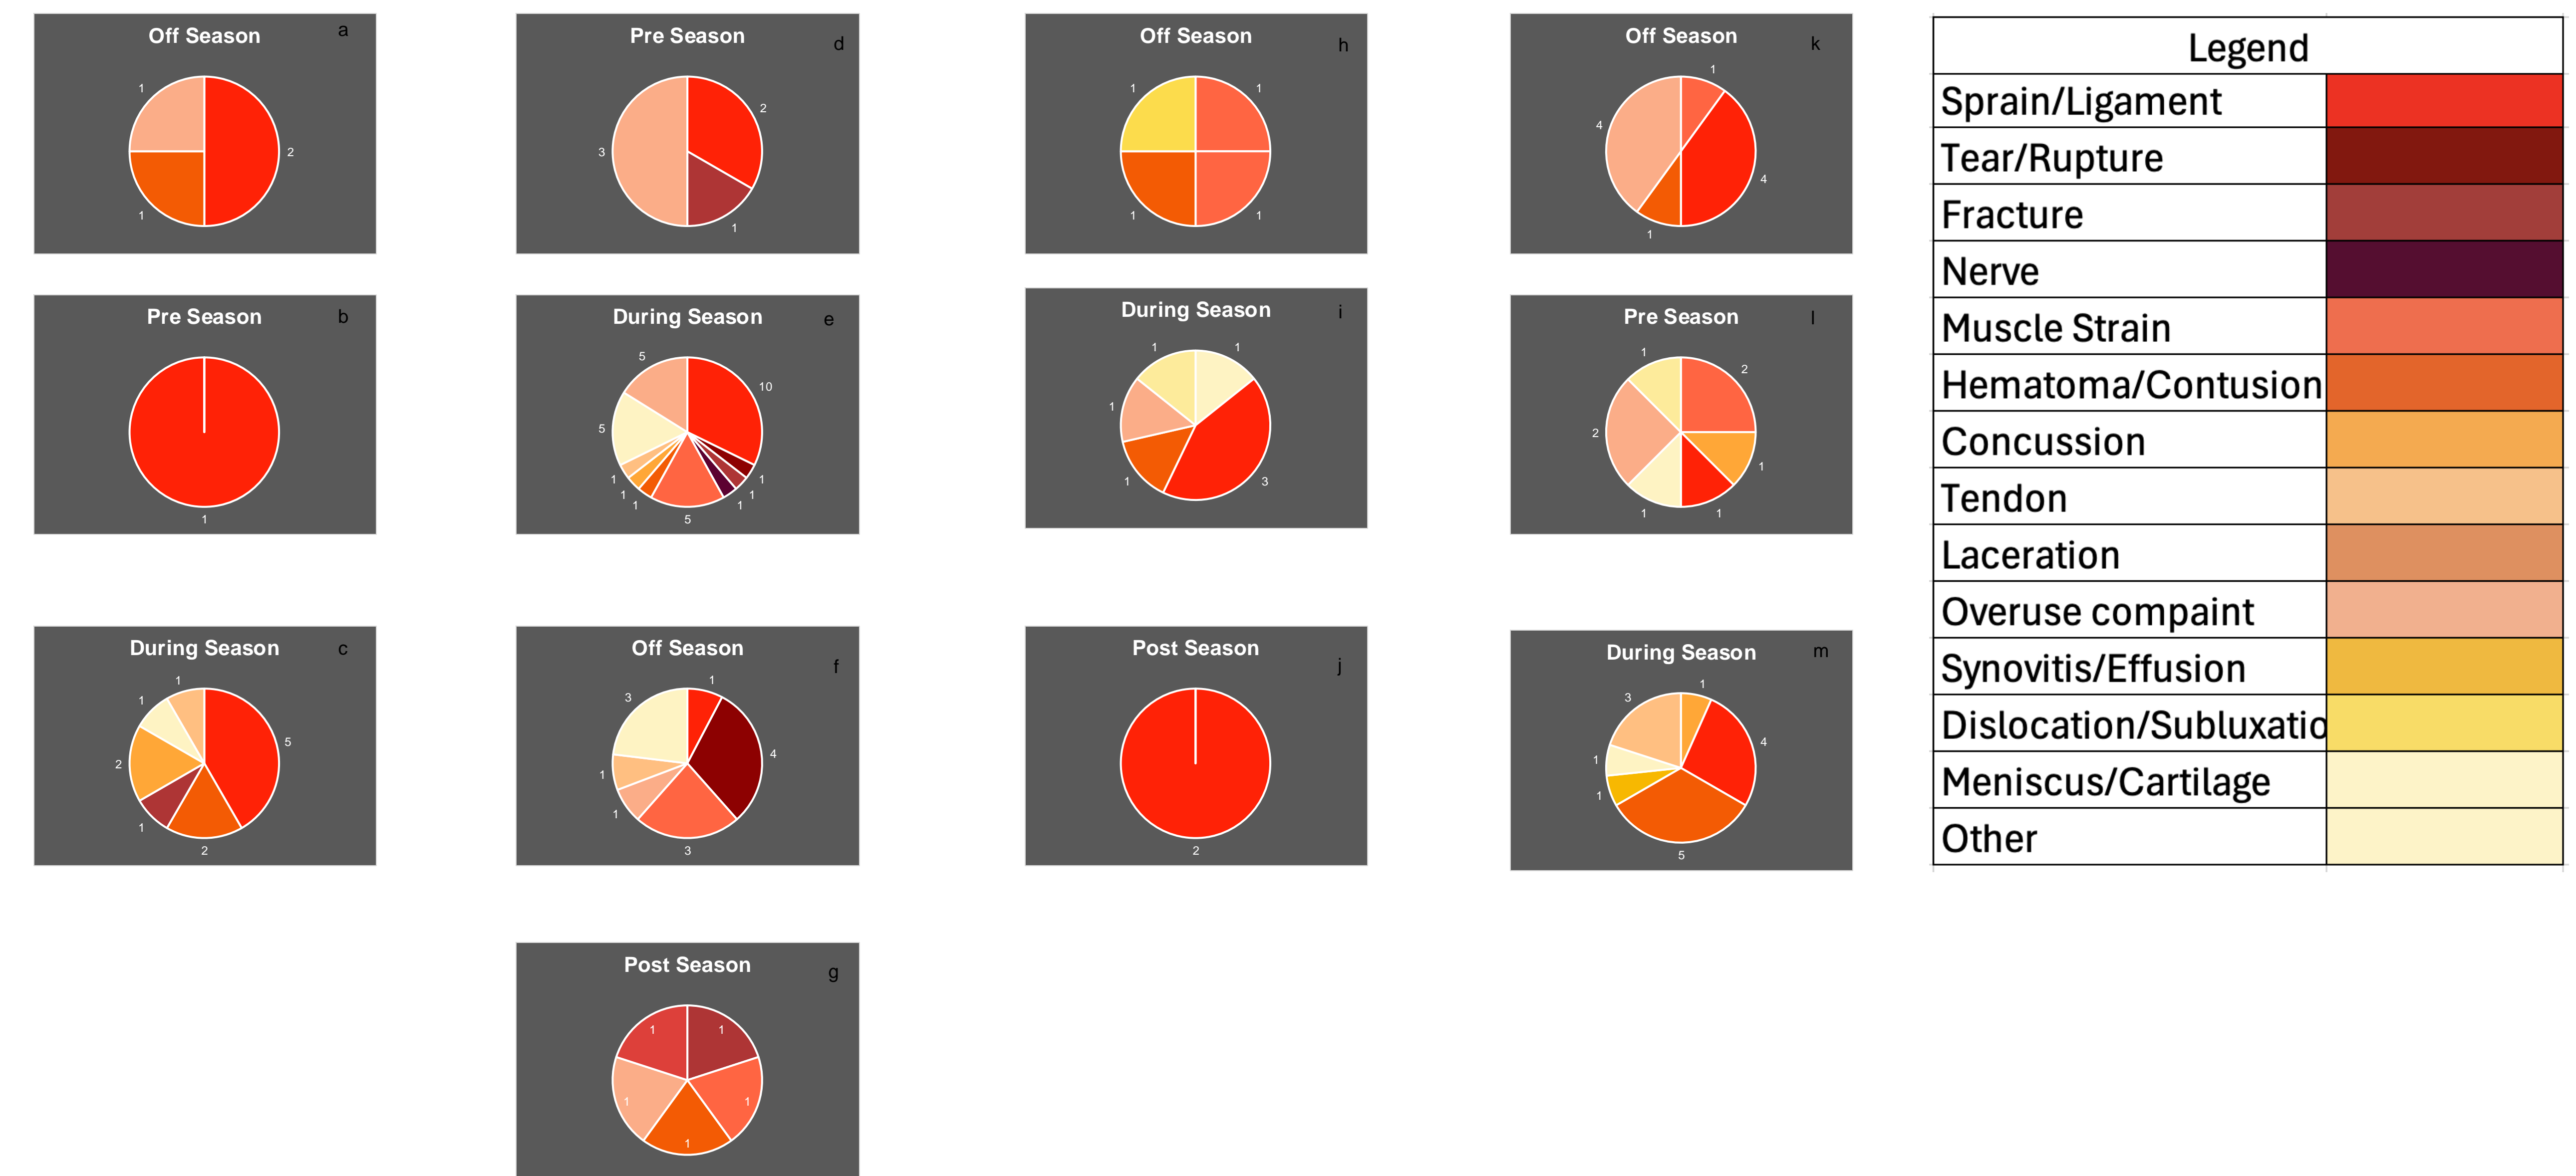 Off Season
a
1
2
1
Pre Season
b
1
During Season
c
1
1
5
2
1
2
Pre Season
d
2
3
1
During Season
e
5
10
5
1
1
1
1
1
1
5
Off Season
f
1
3
4
1
1
3
Post Season
g
1
1
1
1
1
Off Season
h
1
1
1
1
During Season
i
1
1
1
1
3
Post Season
j
2
Off Season
k
1
4
4
1
Pre Season
l
1
2
2
1
1
1
During Season
m
1
3
4
1
1
5
Legend
Sprain/Ligament
Tear/Rupture
Fracture
Nerve
Muscle Strain
Hematoma/Contusion
Concussion
Tendon
Laceration
Overuse compaint
Synovitis/Effusion
Dislocation/Subluxatio
Meniscus/Cartilage
Other